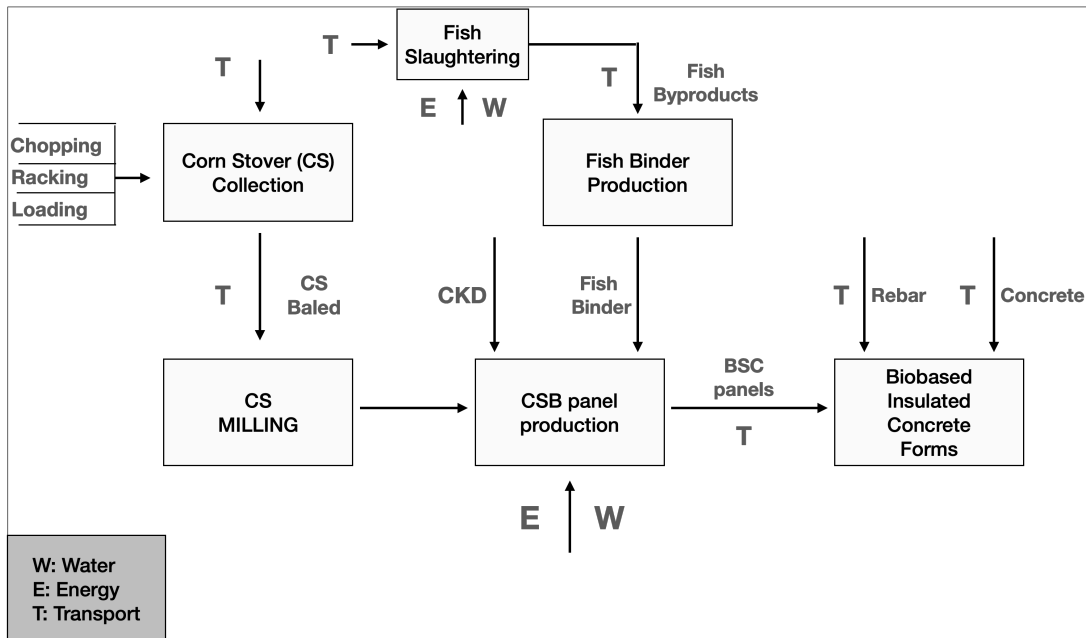 T
Fish
Slaughtering
T
T
Fish
Byproducts
E
W
Chopping
Racking
Loading
Corn Stover (CS)
Collection
Fish Binder
Production
T
CS
Baled
CKD
Fish
Binder
T
Rebar
T
Concrete
CS
MILLING
CSB panel
production
BSC
panels
T
Biobased
Insulated
Concrete
Forms
E
W
W: Water
E: Energy
T: Transport